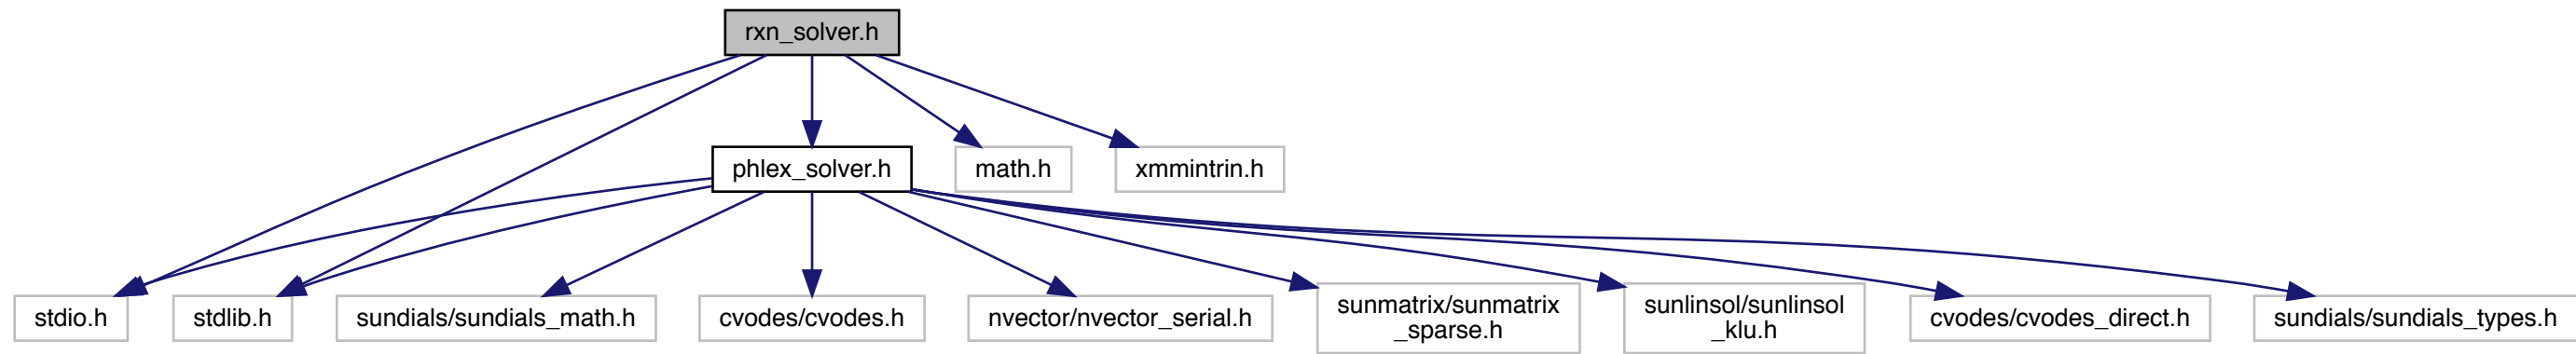 rxn_solver.h
phlex_solver.h
math.h
xmmintrin.h
stdio.h
stdlib.h
sundials/sundials_math.h
cvodes/cvodes.h
nvector/nvector_serial.h
sunmatrix/sunmatrix
_sparse.h
sunlinsol/sunlinsol
_klu.h
cvodes/cvodes_direct.h
sundials/sundials_types.h